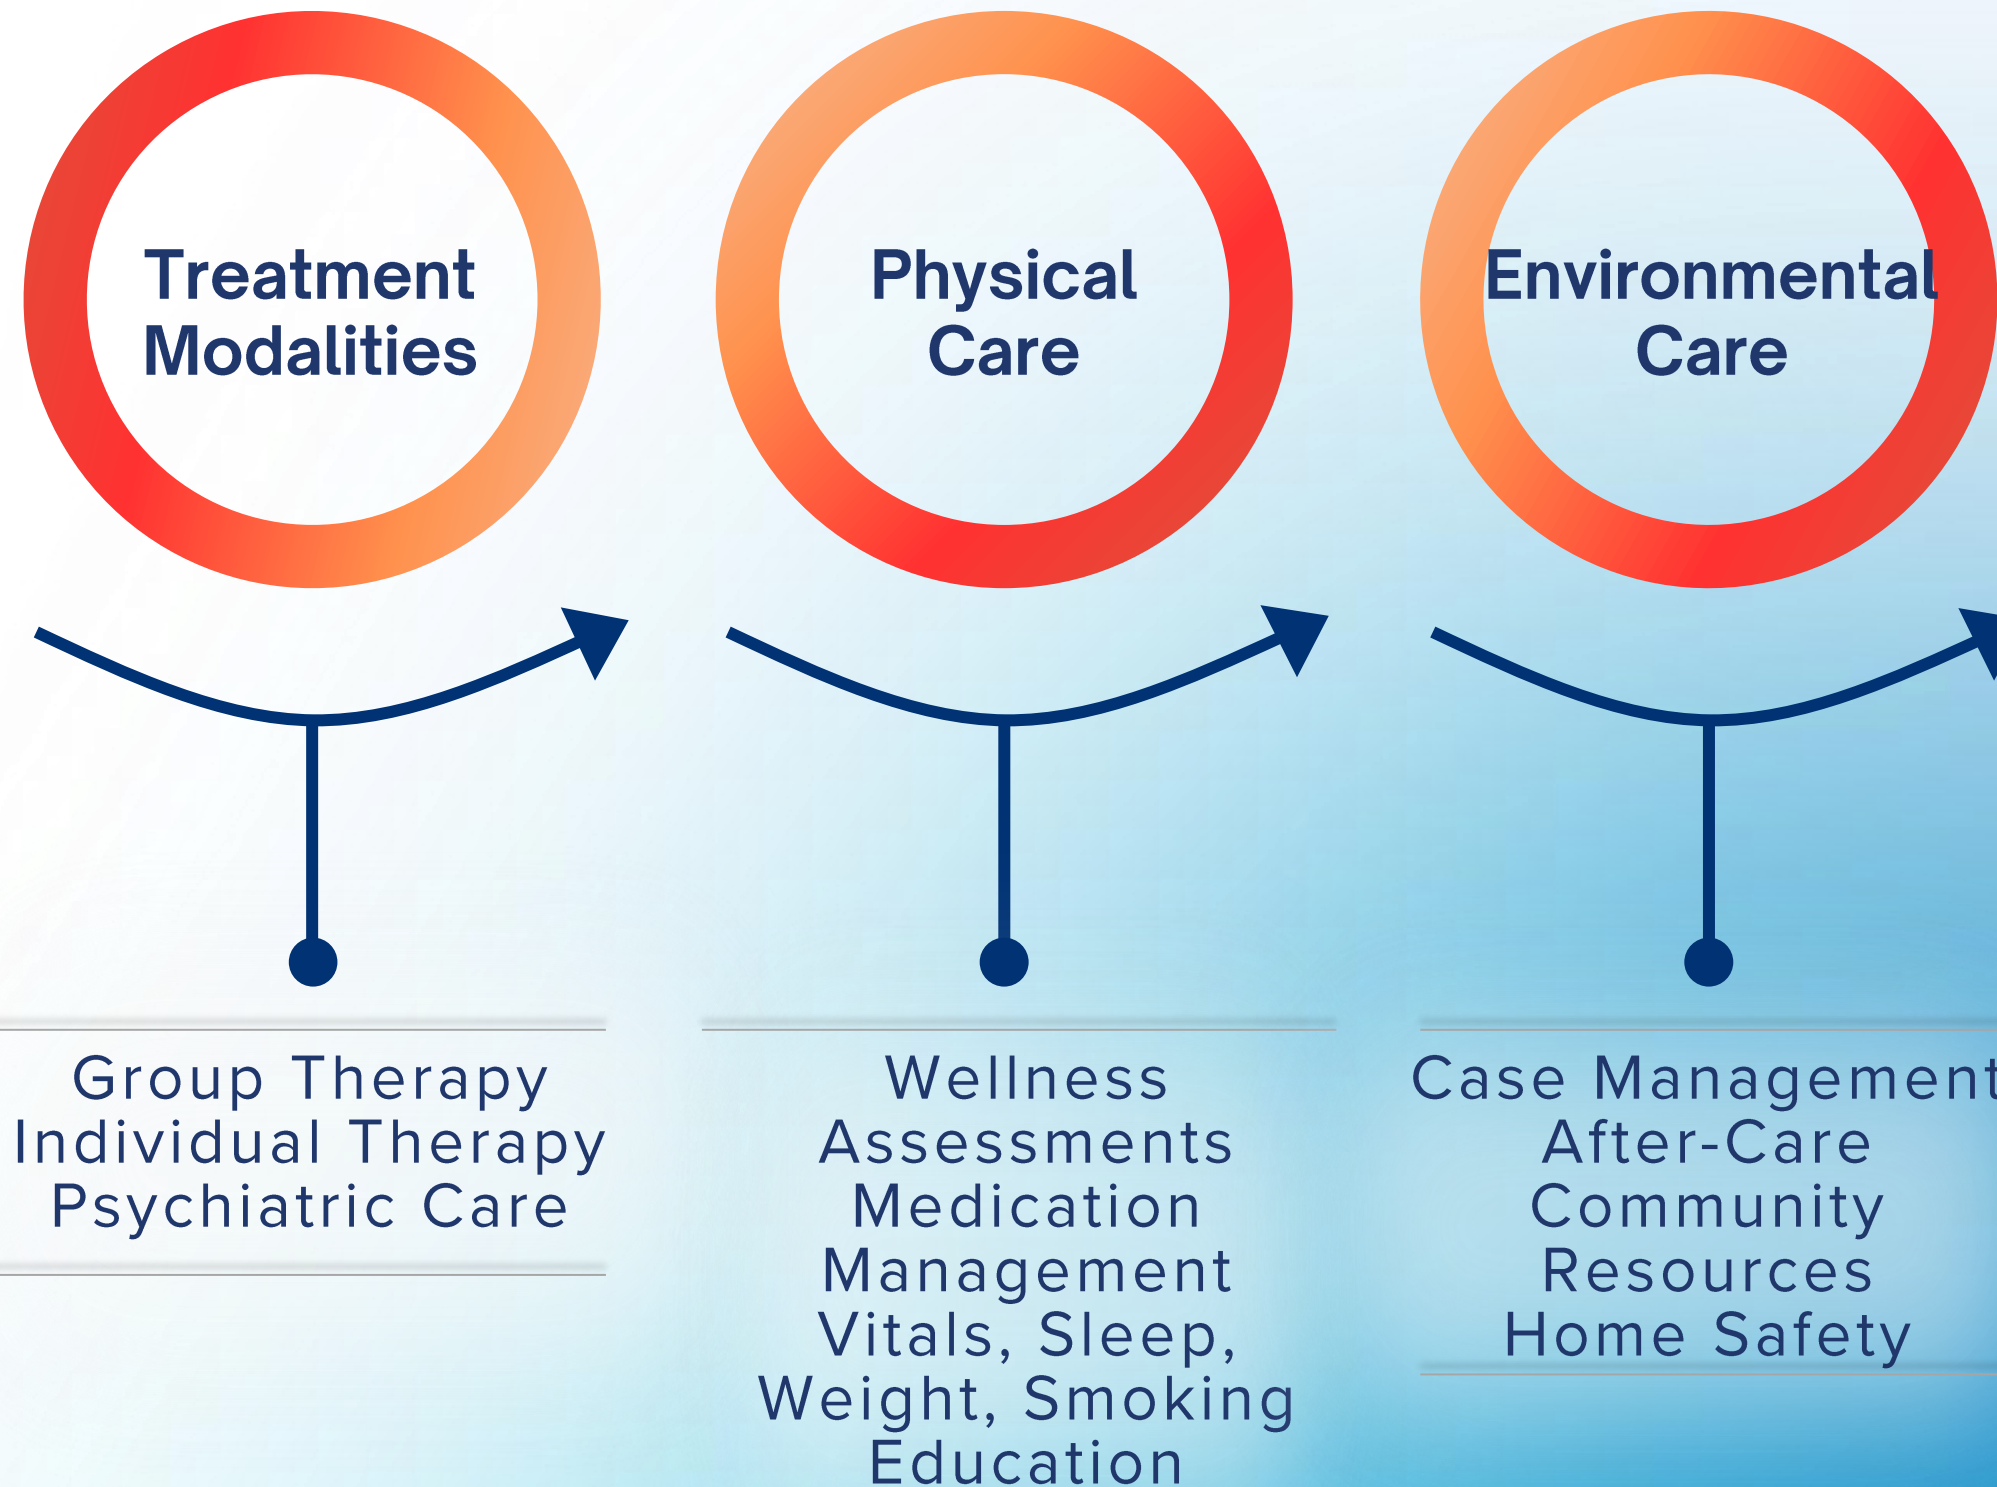 Treatment
Modalities
Physical
Care
Environmental
Care
Group Therapy
Individual Therapy
Psychiatric Care
Wellness
Assessments
Medication
Management
Vitals, Sleep,
Weight, Smoking
Education
Case Management
After-Care
Community
Resources
Home Safety